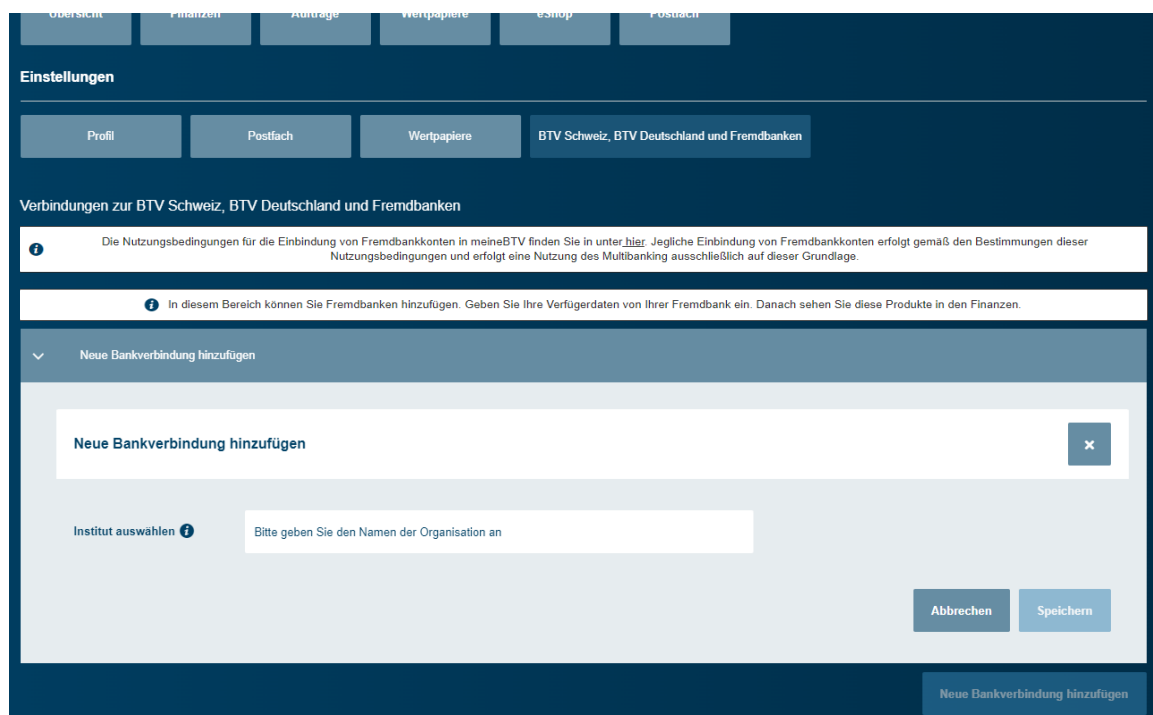 Übersicht Finanzen Aufträge Wertpapiere eShop Postfach
Einstellungen
Profil Postfach Wertpapiere BTV Schweiz, BTV Deutschland und Fremdbanken
Verbindungen zur BTV Schweiz, BTV Deutschland und Fremdbanken
Die Nutzungsbedingungen für die Einbindung von Fremdbankkonten in meineBTV finden Sie in unter hier. Jegliche Einbindung von Fremdbankkonten erfolgt gemäß den Bestimmungen dieser
Nutzungsbedingungen und erfolgt eine Nutzung des Multibanking ausschließlich auf dieser Grundlage.
In diesem Bereich können Sie Fremdbanken hinzufügen. Geben Sie Ihre Verfügerdaten von Ihrer Fremdbank ein. Danach sehen Sie diese Produkte in den Finanzen.
Neue Bankverbindung hinzufügen
Neue Bankverbindung hinzufügen
Institut auswählen Bitte geben Sie den Namen der Organisation an
Abbrechen Speichern
Neue Bankverbindung hinzufügen